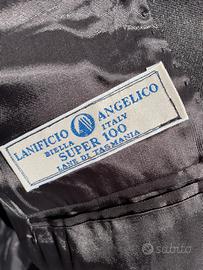 LANIFICIO ANGELICO
BIELLA ITALY
SUPER 100
LANE DI TASMANIA
subito